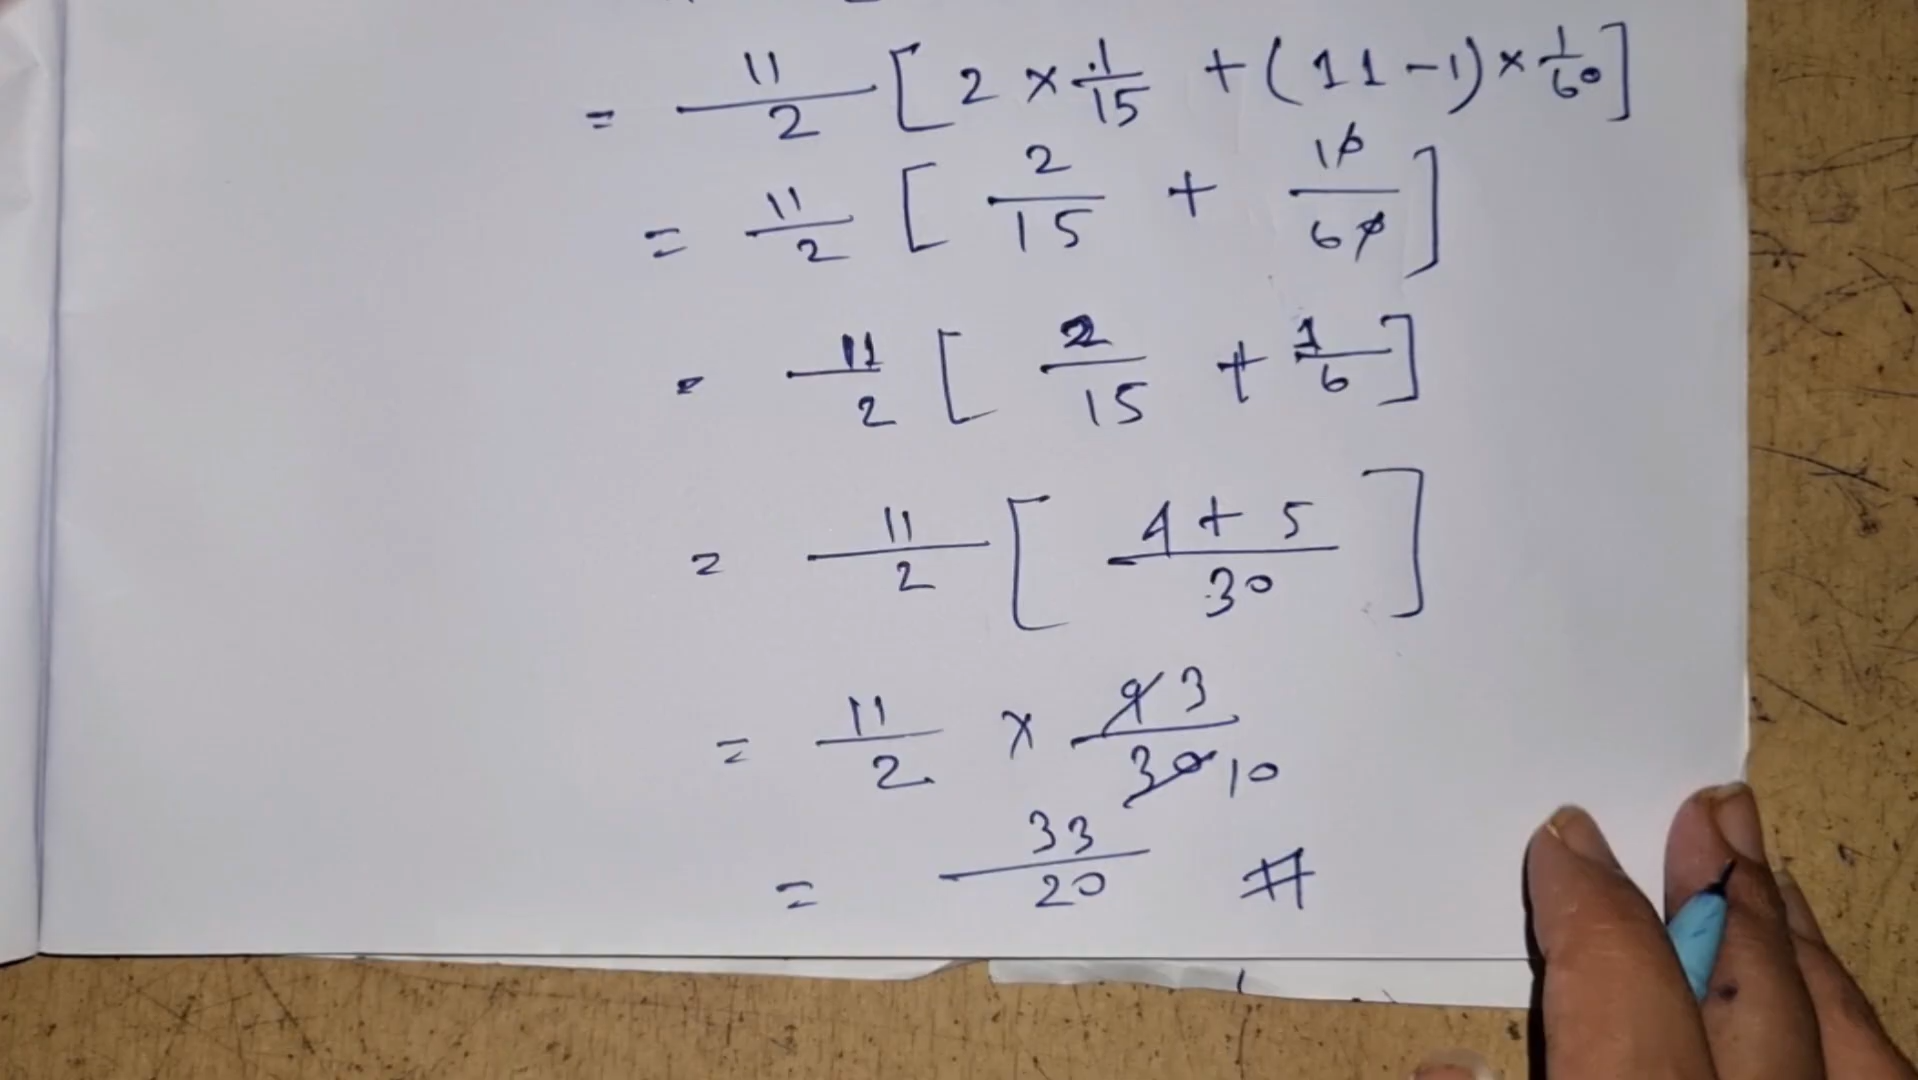 = 11/2 [2 × 1/15 + (11-1) × 1/60]
= 11/2 [2/15 + 10/60]
= 11/2 [2/15 + 1/6]
= 11/2 [4+5/30]
= 11/2 × 9 3/30 10
= 33/20 #